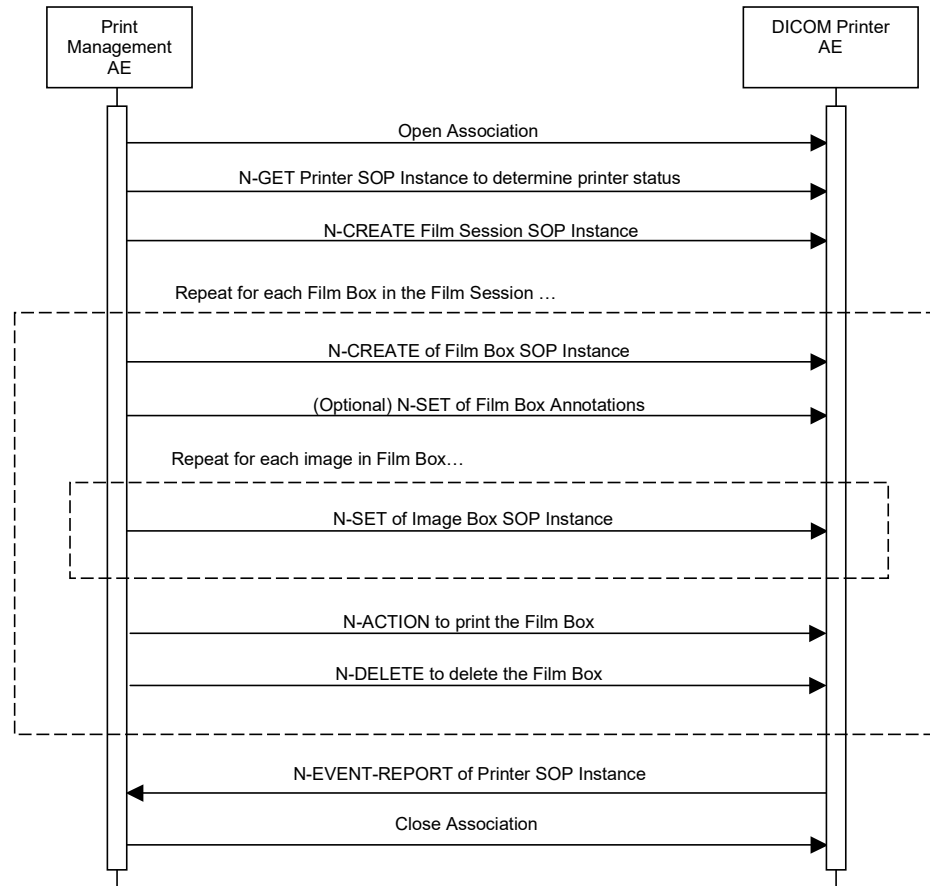 Print
Management
AE
DICOM Printer
AE
Open Association
N-GET Printer SOP Instance to determine printer status
N-CREATE Film Session SOP Instance
Repeat for each Film Box in the Film Session …
N-CREATE of Film Box SOP Instance
(Optional) N-SET of Film Box Annotations
Repeat for each image in Film Box…
N-SET of Image Box SOP Instance
N-ACTION to print the Film Box
N-DELETE to delete the Film Box
N-EVENT-REPORT of Printer SOP Instance
Close Association